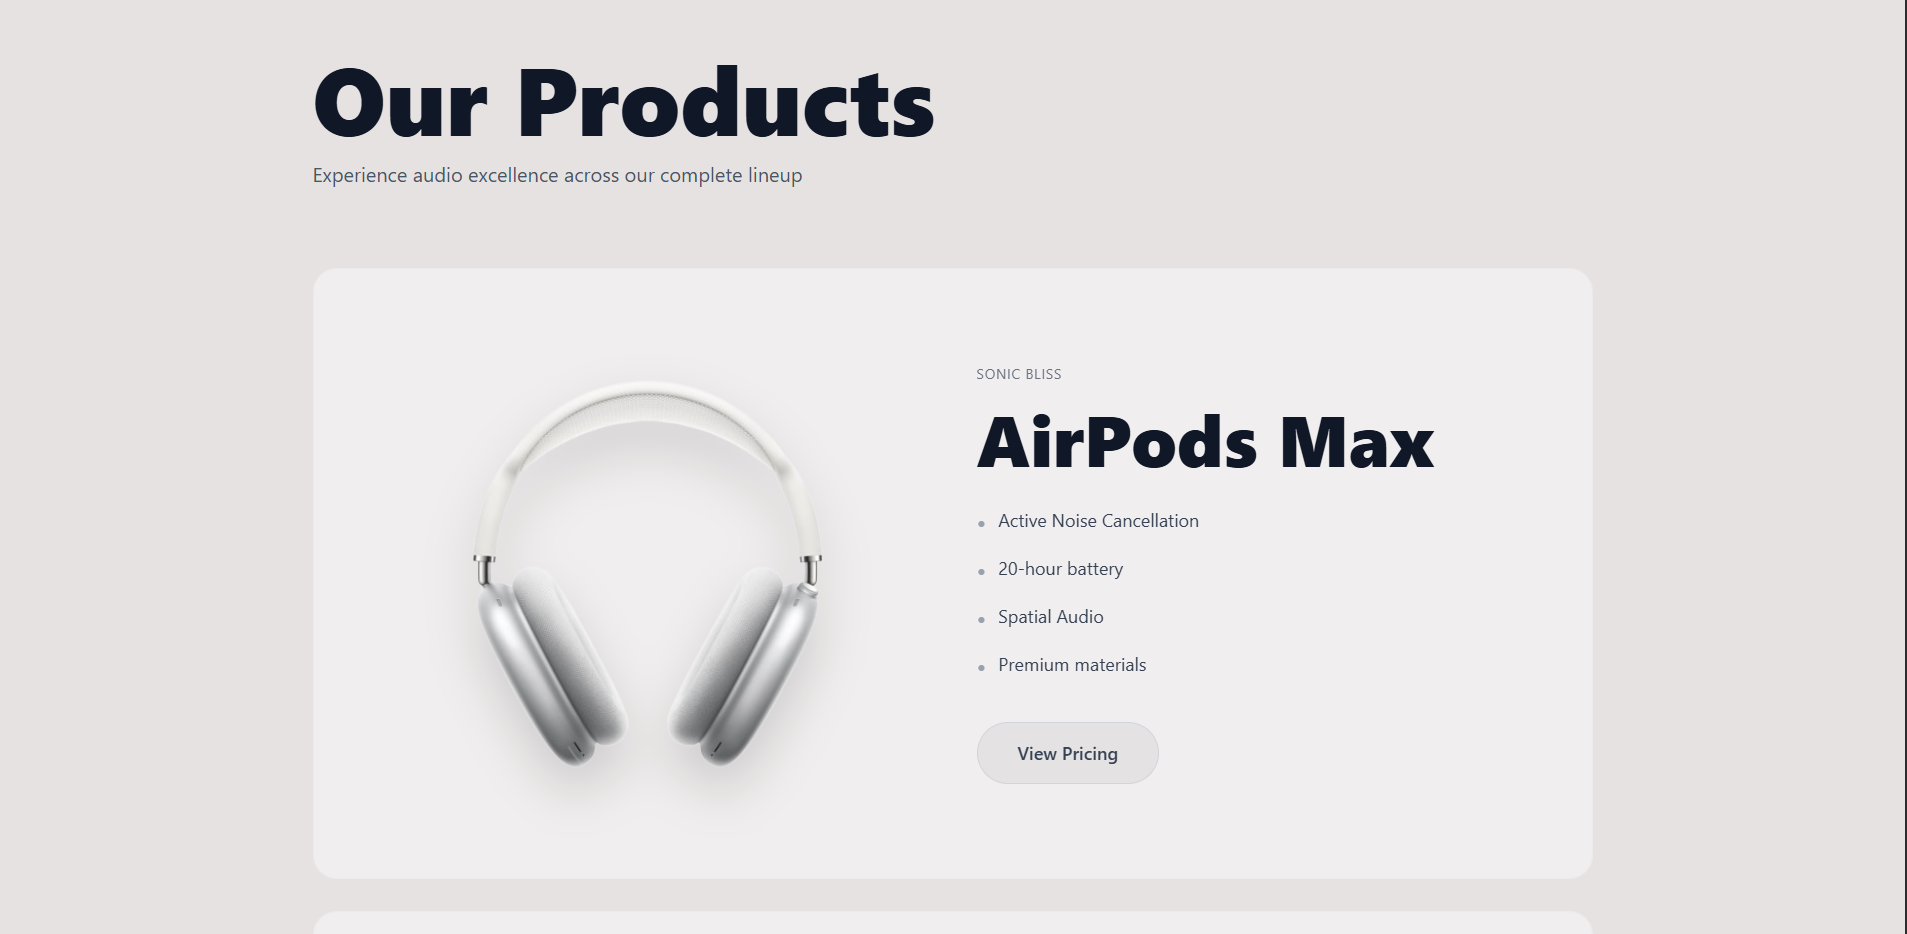 Our Products
Experience audio excellence across our complete lineup
SONIC BLISS
AirPods Max
Active Noise Cancellation
20-hour battery
Spatial Audio
Premium materials
View Pricing